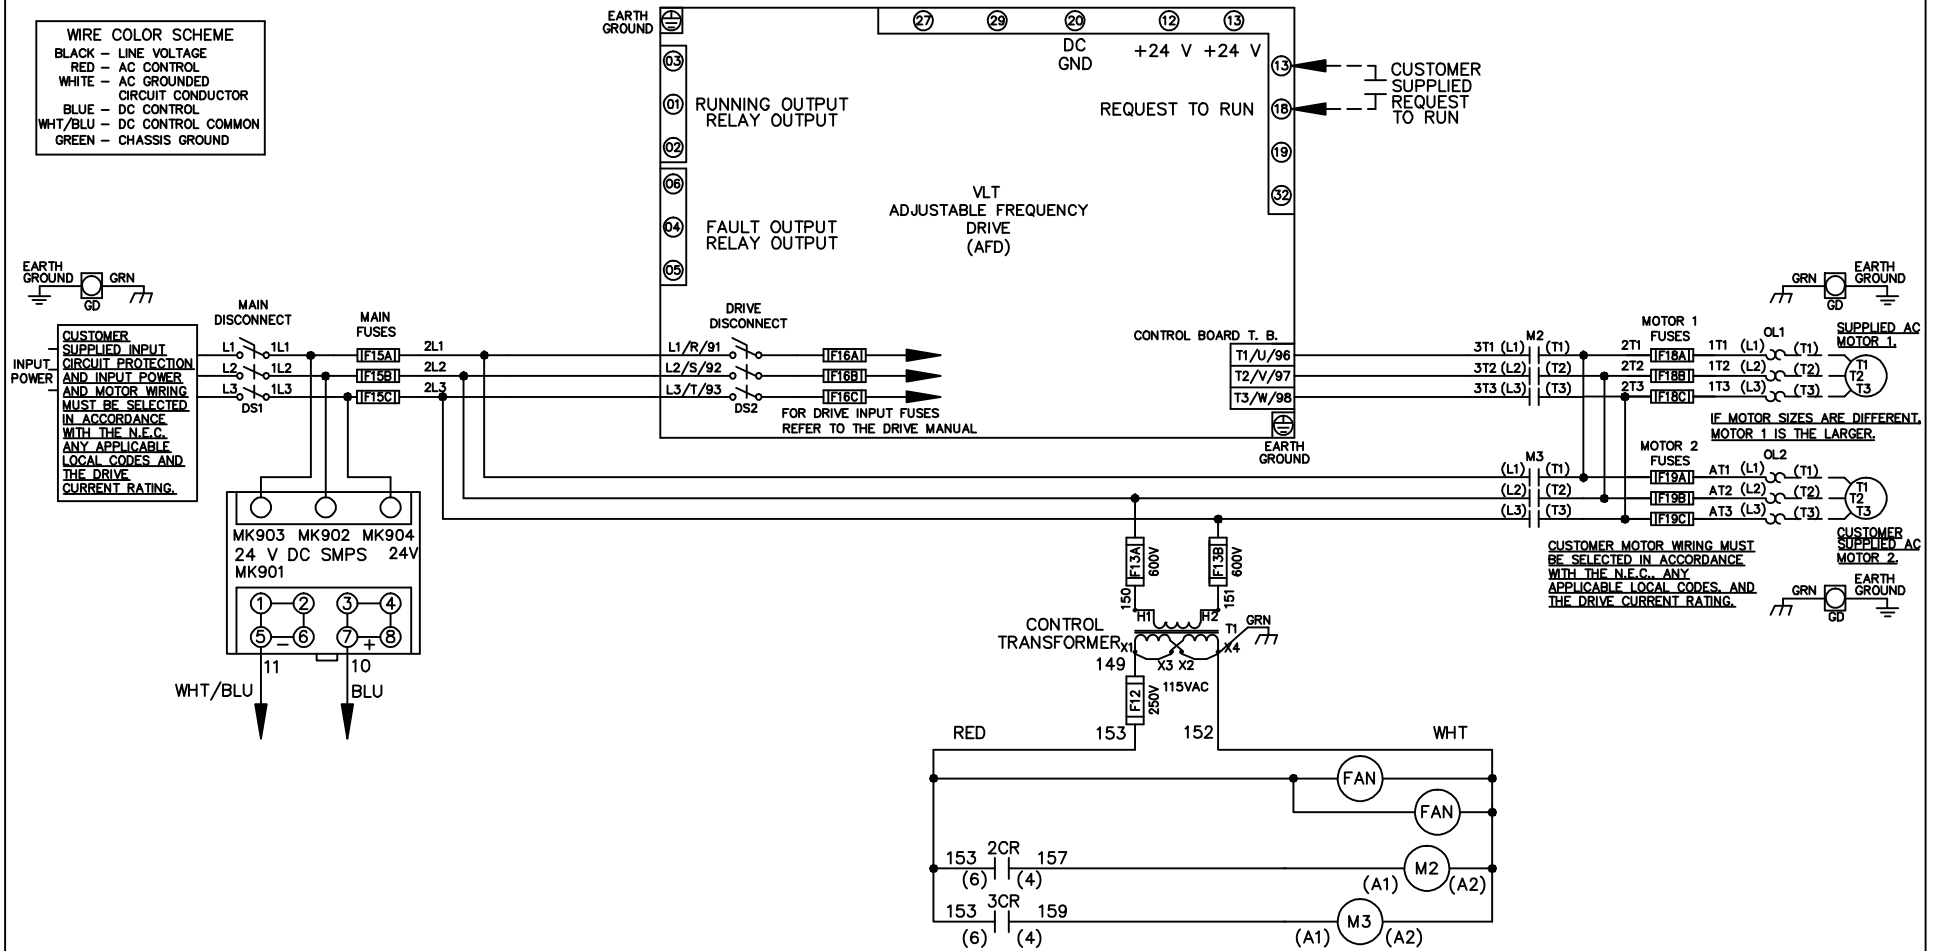 WIRE COLOR SCHEME
BLACK – LINE VOLTAGE
RED – AC CONTROL
WHITE – AC GROUNDED
CIRCUIT CONDUCTOR
BLUE – DC CONTROL
WHT/BLU – DC CONTROL COMMON
GREEN – CHASSIS GROUND
EARTH
GROUND
27
29
20
12
13
DC
GND
+24 V
+24 V
03
01
02
RUNNING OUTPUT
RELAY OUTPUT
06
04
05
FAULT OUTPUT
RELAY OUTPUT
VLT
ADJUSTABLE FREQUENCY
DRIVE
(AFD)
REQUEST TO RUN
13
18
19
32
CUSTOMER
SUPPLIED
REQUEST
TO RUN
EARTH
GROUND
GRN
GD
INPUT
POWER
CUSTOMER
SUPPLIED INPUT
CIRCUIT PROTECTION
AND INPUT POWER
AND MOTOR WIRING
MUST BE SELECTED
IN ACCORDANCE
WITH THE N.E.C.
ANY APPLICABLE
LOCAL CODES AND
THE DRIVE
CURRENT RATING.
MAIN
DISCONNECT
L1 1L1
L2 1L2
L3 1L3
DS1
MAIN
FUSES
F15A
F15B
F15C
2L1
2L2
2L3
DRIVE
DISCONNECT
L1/R/91
L2/S/92
L3/T/93
DS2
F16A
F16B
F16C
FOR DRIVE INPUT FUSES
REFER TO THE DRIVE MANUAL
CONTROL BOARD T. B.
T1/U/96
T2/V/97
T3/W/98
EARTH
GROUND
M2
3T1 (L1) (T1)
3T2 (L2) (T2)
3T3 (L3) (T3)
2T1
2T2
2T3
MOTOR 1
FUSES
F18A
F18B
F18C
1T1 (L1)
1T2 (L2)
1T3 (L3)
OL1
(T1)
(T2)
(T3)
T1
T2
T3
GRN
GD
EARTH
GROUND
SUPPLIED AC
MOTOR 1.
IF MOTOR SIZES ARE DIFFERENT,
MOTOR 1 IS THE LARGER.
M3
(L1) (T1)
(L2) (T2)
(L3) (T3)
MOTOR 2
FUSES
F19A
F19B
F19C
AT1 (L1)
AT2 (L2)
AT3 (L3)
OL2
(T1)
(T2)
(T3)
T1
T2
T3
CUSTOMER
SUPPLIED AC
MOTOR 2.
CUSTOMER MOTOR WIRING MUST
BE SELECTED IN ACCORDANCE
WITH THE N.E.C., ANY
APPLICABLE LOCAL CODES, AND
THE DRIVE CURRENT RATING.
GRN
GD
EARTH
GROUND
MK903 MK902 MK904
24 V DC SMPS 24V
MK901
1 2 3 4
5 – 6 7 + 8
11
10
WHT/BLU
BLU
F13A
600V
F13B
600V
150
151
H1
H2
CONTROL
TRANSFORMER
T1
GRN
X1
X3 X2
X4
149
115VAC
F12
250V
153
152
RED
WHT
FAN
FAN
153 2CR 157
(6) (4)
M2
(A1) (A2)
153 3CR 159
(6) (4)
M3
(A1) (A2)